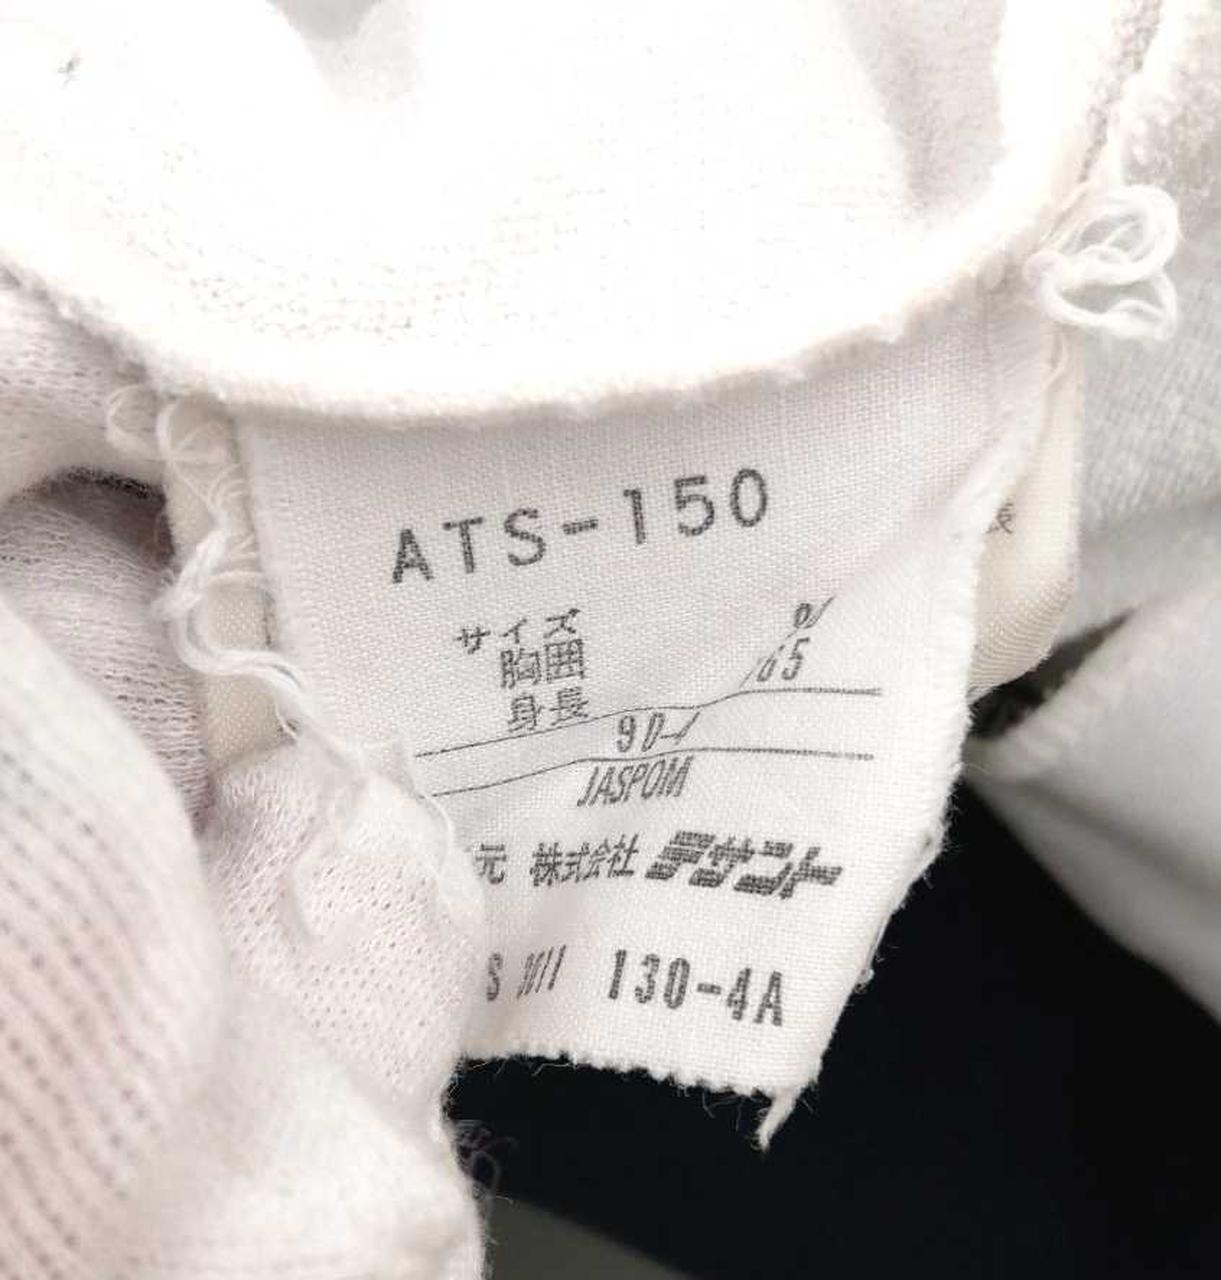 ATS-150
サイズ
胸囲
65
身長
90-
JASPOM
元 株式会社デサント
S 130-4A